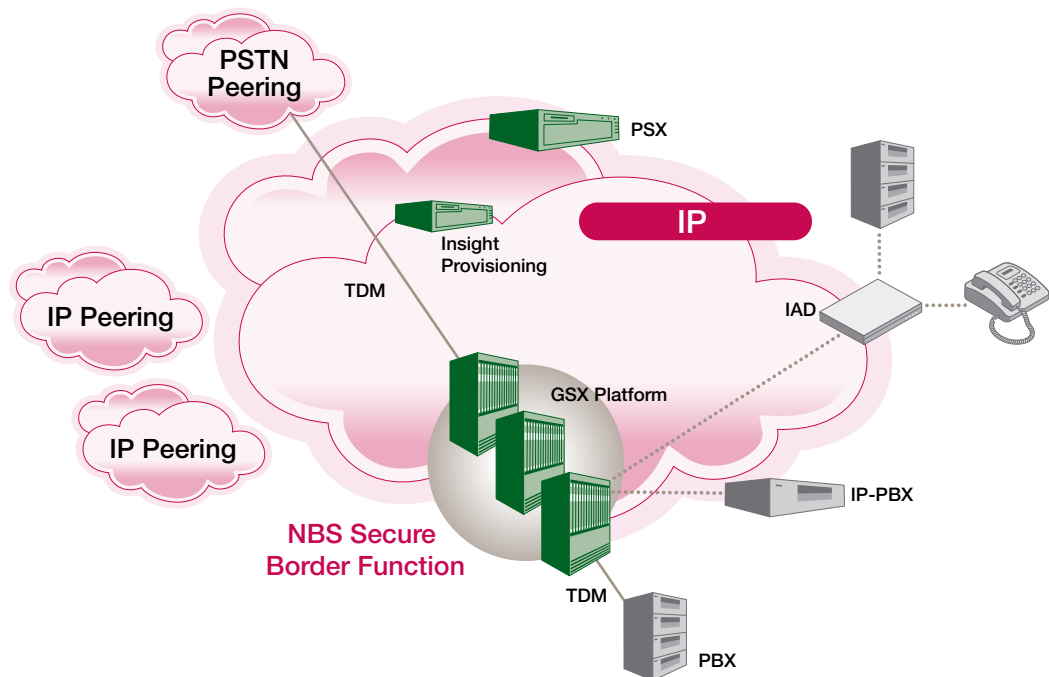 PSTN
Peering
PSX
IP
Insight
Provisioning
TDM
IAD
IP Peering
GSX Platform
IP Peering
IP-PBX
NBS Secure
Border Function
TDM
PBX